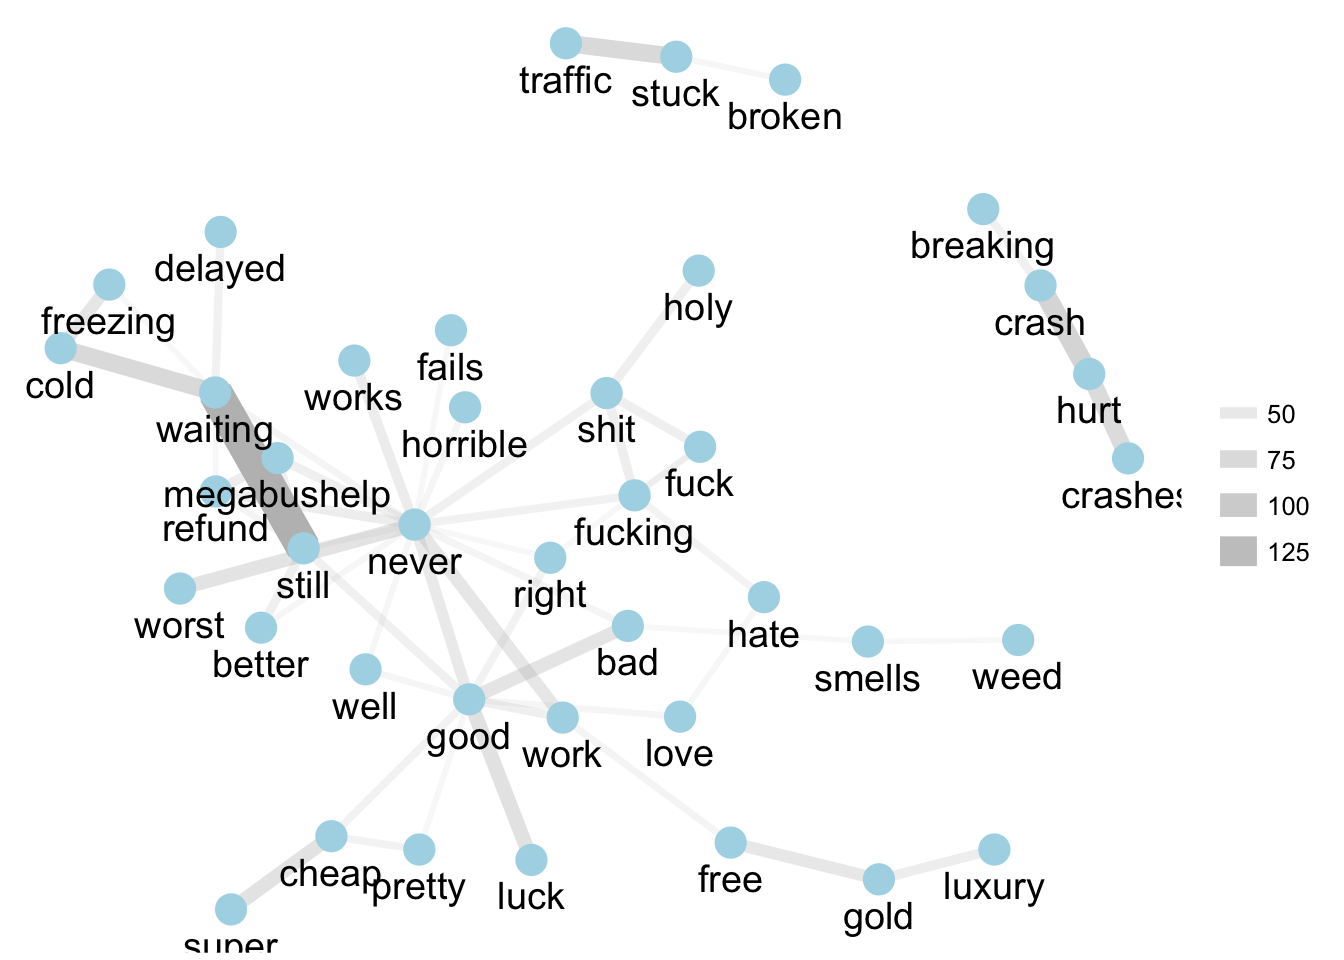 traffic
stuck
broken
breaking
delayed
holy
freezing
crash
fails
cold
works
hurt
50
waiting
horrible
shit
75
megabushelp
fuck
crashes
100
refund
fucking
125
never
still
right
worst
hate
better
bad
smells
weed
well
good
work
love
cheap
pretty
luck
free
luxury
gold
super